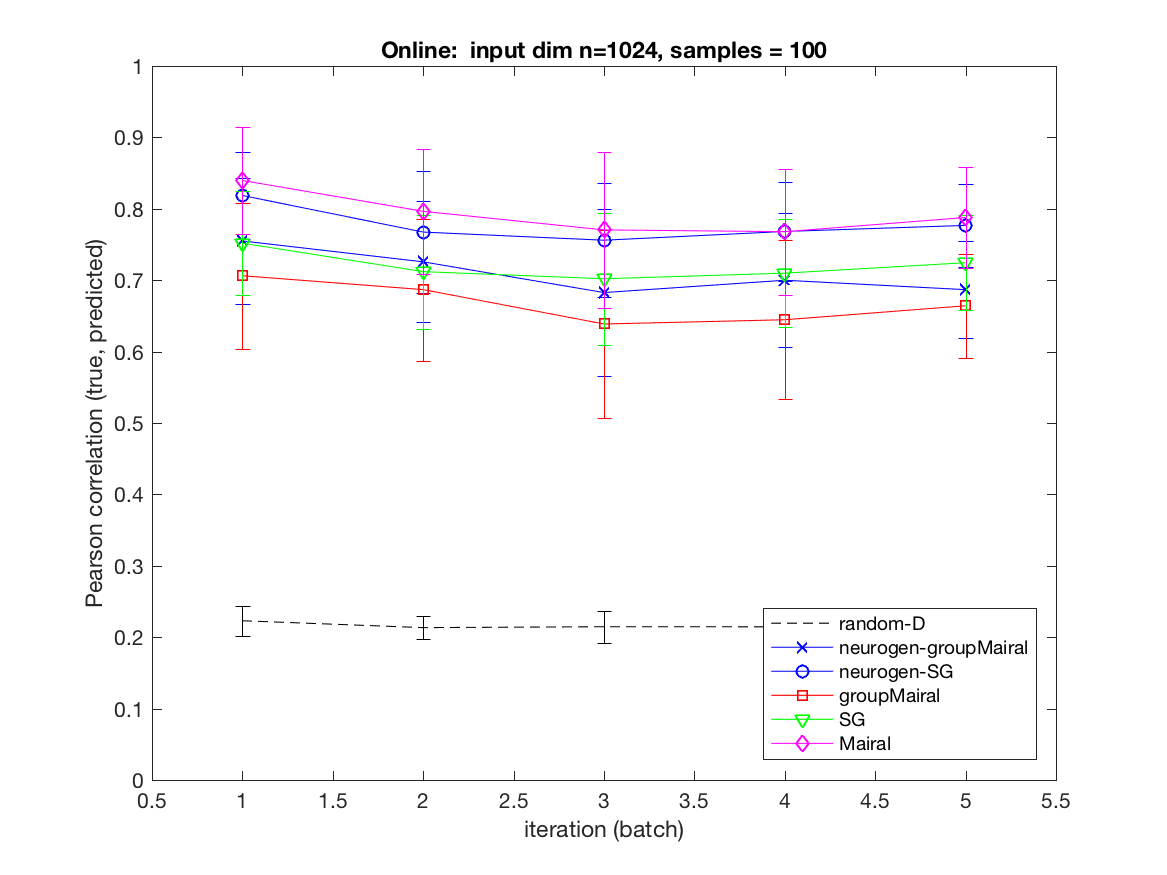 Online: input dim n=1024, samples = 100
Pearson correlation (true, predicted)
1
0.9
0.8
0.7
0.6
0.5
0.4
0.3
0.2
0.1
0
random-D
neurogen-groupMairal
neurogen-SG
groupMairal
SG
Mairal
0.5 1 1.5 2 2.5 3 3.5 4 4.5 5 5.5
iteration (batch)